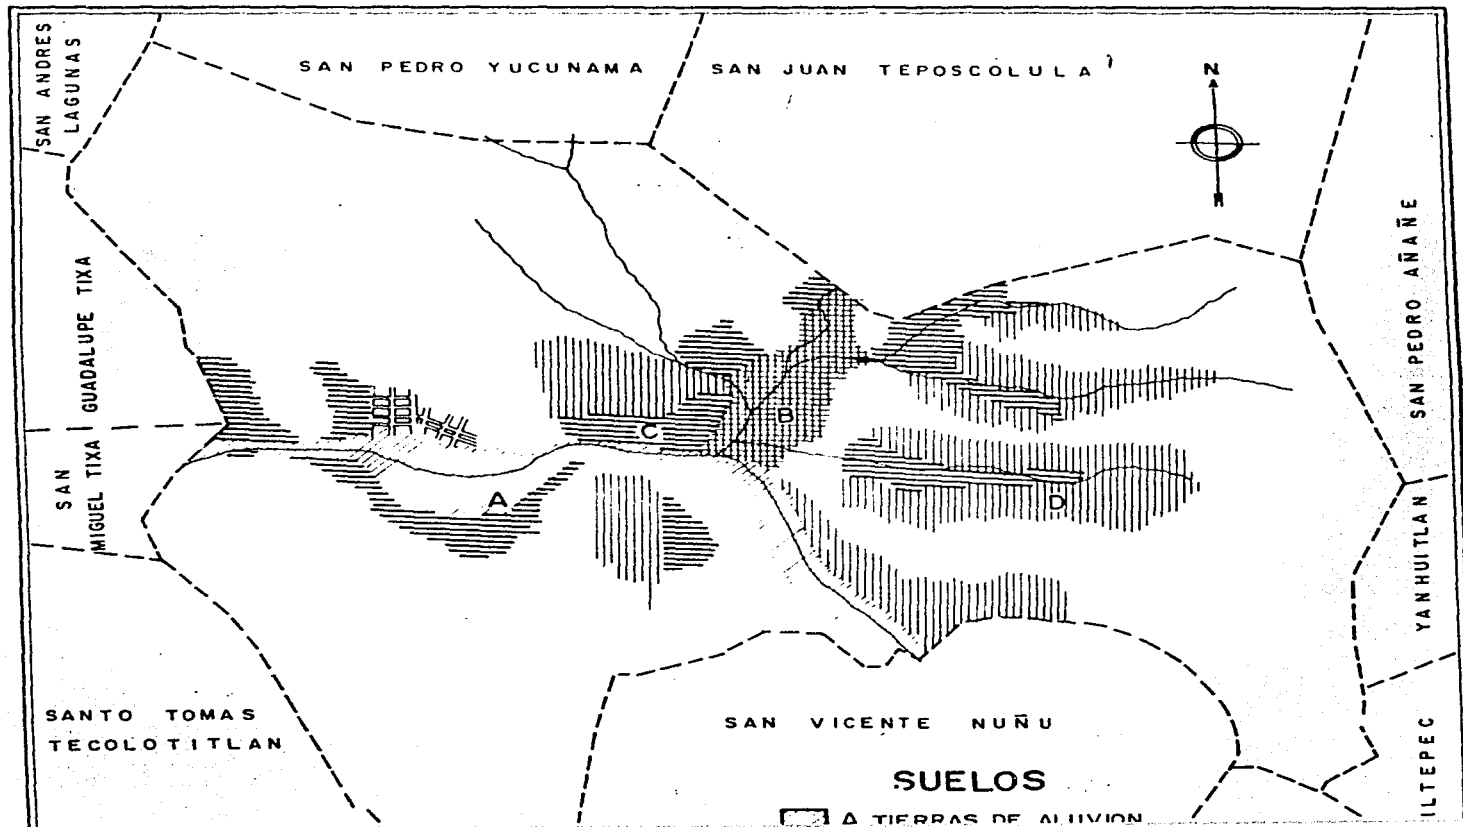 SAN ANDRES
LAGUNAS
SAN PEDRO YUCUNAMA
SAN JUAN TEPOSCOLULA
N
GUADALUPE TIXA
SAN
MIGUEL TIXA
SAN PEDRO AÑAÑE
A
B
C
D
YANHUITLAN
SANTO TOMAS
TECOLOTITLAN
SAN VICENTE NUÑU
ILTEPEC
SUELOS
A TIERRAS DE ALUVION